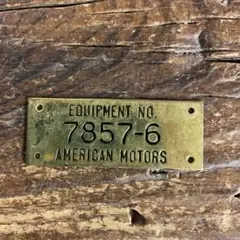 EQUIPMENT NO.
7857-6
AMERICAN MOTORS